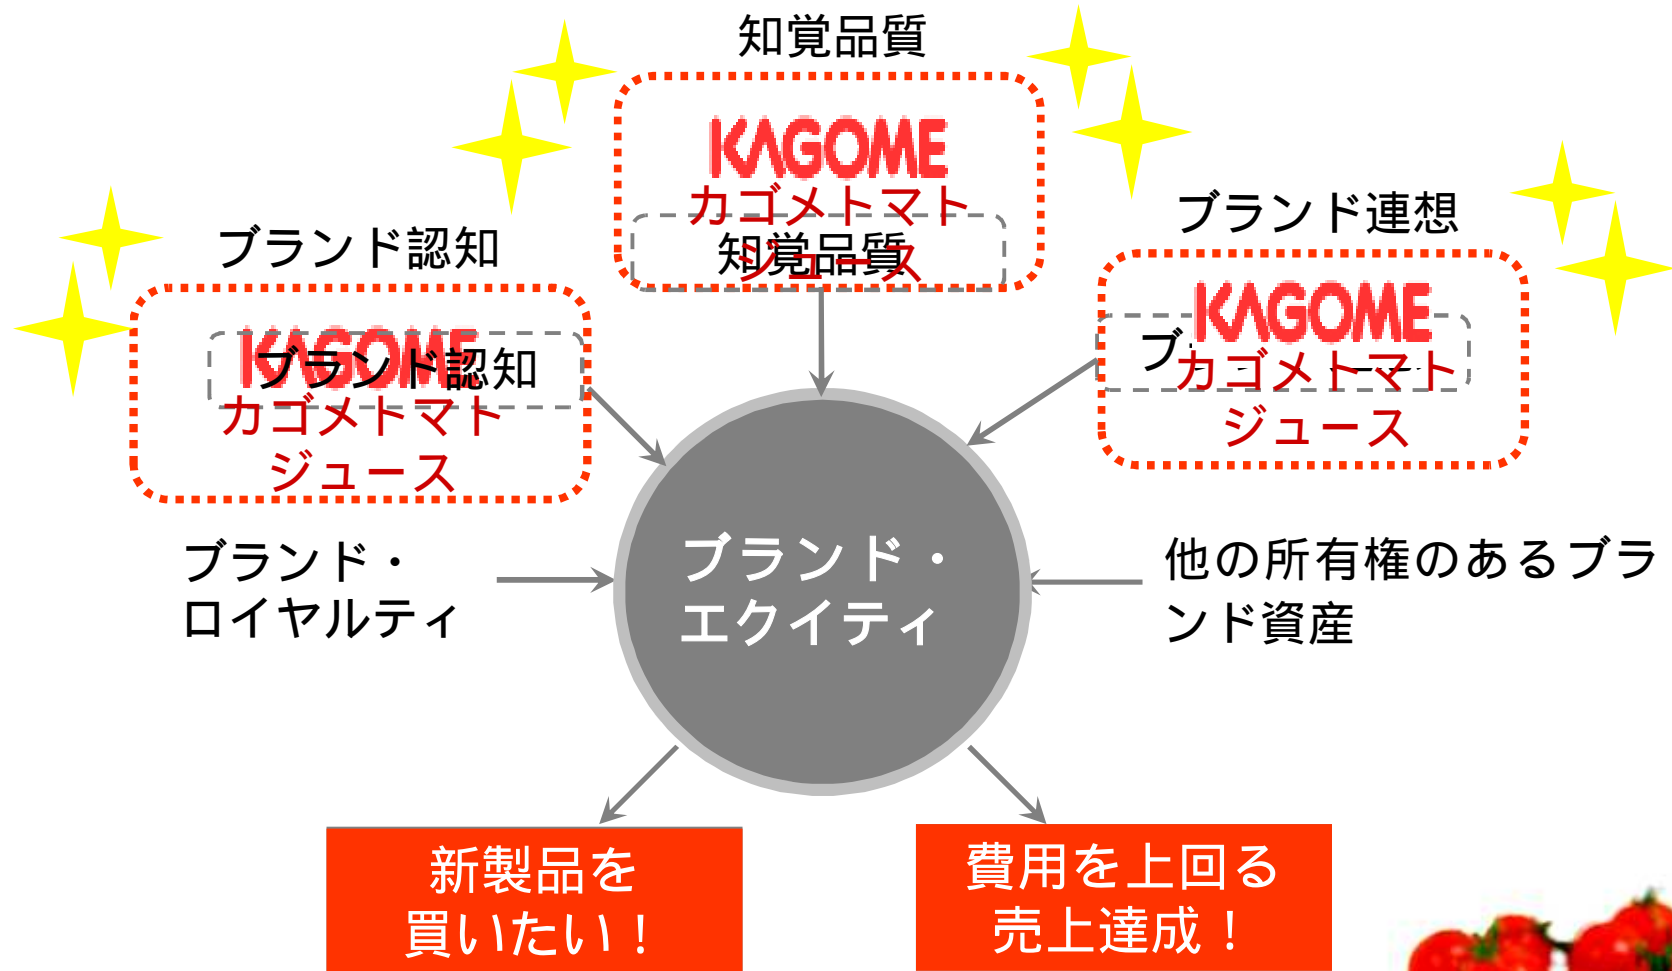 知覚品質
KAGOME
カゴメトマト
ジュース
知覚品質
ブランド認知
KAGOME
ブランド認知
カゴメトマト
ジュース
ブランド連想
KAGOME
カゴメトマト
ジュース
ブランド・
ロイヤルティ
ブランド・
エクイティ
他の所有権のあるブラ
ンド資産
新製品を
買いたい！
費用を上回る
売上達成！